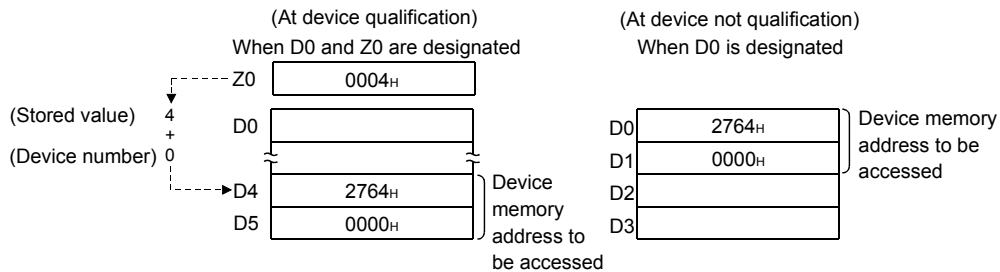 (At device qualification)
When D0 and Z0 are designated
Z0 0004H
(Stored value) 4
+
(Device number) 0
D0
D4 2764H
D5 0000H
Device
memory
address to
be accessed
(At device not qualification)
When D0 is designated
D0 2764H
D1 0000H
D2
D3
Device memory
address to be
accessed